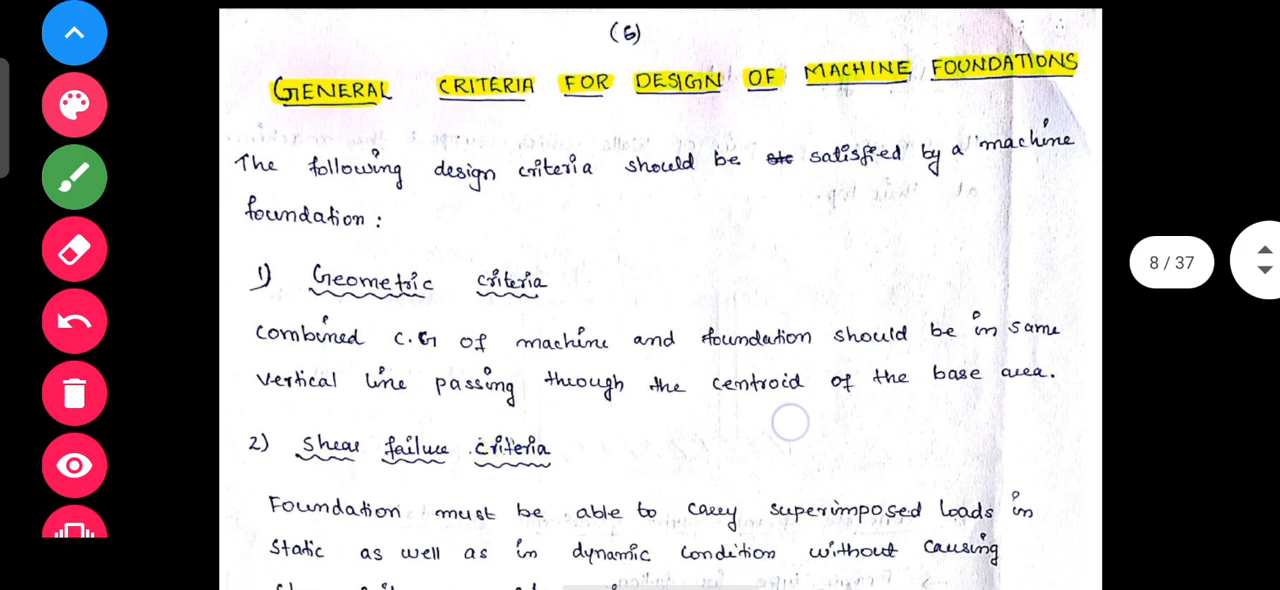 (6)
GENERAL CRITERIA FOR DESIGN OF MACHINE FOUNDATIONS
The following design criteria should be satisfied by a machine
foundation :
1) Geometric criteria
combined C.G of machine and foundation should be in same
vertical line passing through the centroid of the base area.
8 / 37
2) Shear failure criteria
Foundation must be able to carry superimposed loads in
static as well as in dynamic condition without causing